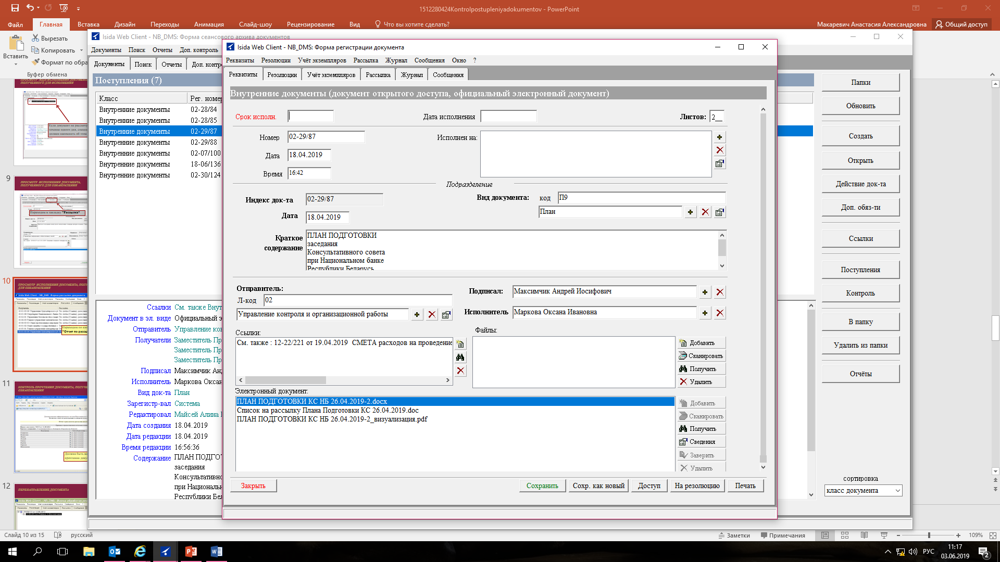 1512280424Kontrolpostupleniyadokumentov - PowerPoint
Файл Главная Вставка Дизайн Переходы Анимация Слайд-шоу Рецензирование Вид Что вы хотите сделать? Макаревич Анастасия Александровна Общий доступ
Вставить
Вырезать
Копировать
Формат по обра
Буфер обмена
Isida Web Client - NB_DMS: Форма сеансового архива документов
Документы Поиск Отчеты Доп. контроль
Документы Поиск Отчеты Доп. контр
Поступления (7)
Класс Рег. номер
Внутренние документы 02-28/84
Внутренние документы 02-28/85
Внутренние документы 02-29/87
Внутренние документы 02-29/88
Внутренние документы 02-07/100
Внутренние документы 18-06/136
Внутренние документы 02-30/124
Ссылки См. также Внут
Документ в эл. виде Официальный э
Отправитель Управление кон
Получатели Заместитель Пр
Заместитель Пр
Заместитель Пр
Подписал Максимчик Анд
Исполнитель Маркова Оксан
Вид док-та План
Зарегистр-вал Система
Редактировал Майсей Алина
Дата создания 18.04.2019
Дата редакции 18.04.2019
Время редакции 16:56:36
Содержание ПЛАН ПОДГОТ
заседания
Консультативно
при Национальн
Республики Бел
Isida Web Client - NB_DMS: Форма регистрации документа
Реквизиты Резолюции Учёт экземпляров Рассылка Журнал Сообщения Окно ?
Реквизиты Резолюции Учёт экземпляров Рассылка Журнал Сообщения
Внутренние документы (документ открытого доступа, официальный электронный документ)
Срок исполн. Дата исполнения Листов: 2__
Номер 02-29/87 Исполнен на:
Дата 18.04.2019
Время 16:42
Подразделение
Индекс док-та 02-29/87 Вид документа: код П9
Дата 18.04.2019 План
Краткое содержание
ПЛАН ПОДГОТОВКИ
заседания
Консультативного совета
при Национальном банке
Республики Беларусь
Отправитель:
Л-код 02
Управление контроля и организационной работы
Подписал: Максимчик Андрей Иосифович
Исполнитель Маркова Оксана Ивановна
Ссылки:
См. также : 12-22/221 от 19.04.2019 СМЕТА расходов на проведение
Файлы:
Добавить
Сканировать
Получить
Удалить
Электронный документ:
ПЛАН ПОДГОТОВКИ КС НБ 26.04.2019-2.docx
Список на рассылку Плана Подготовки КС 26.04.2019.doc
ПЛАН ПОДГОТОВКИ КС НБ 26.04.2019-2_визуализация.pdf
Добавить
Сканировать
Получить
Сведения
Заверить
Удалить
Закрыть Сохранить Сохр. как новый Доступ На резолюцию Печать
Папки
Обновить
Создать
Открыть
Действие док-та
Доп. обяз-ти
Ссылки
Поступления
Контроль
В папку
Удалить из папки
Отчёты
сортировка
класс документа
9
10
11
12
ПЕРЕНАПРАВЛЕНИЕ ДОКУМЕНТА
Слайд 10 из 15 русский Заметки Примечания 109%
РУС 11:17
03.06.2019
2